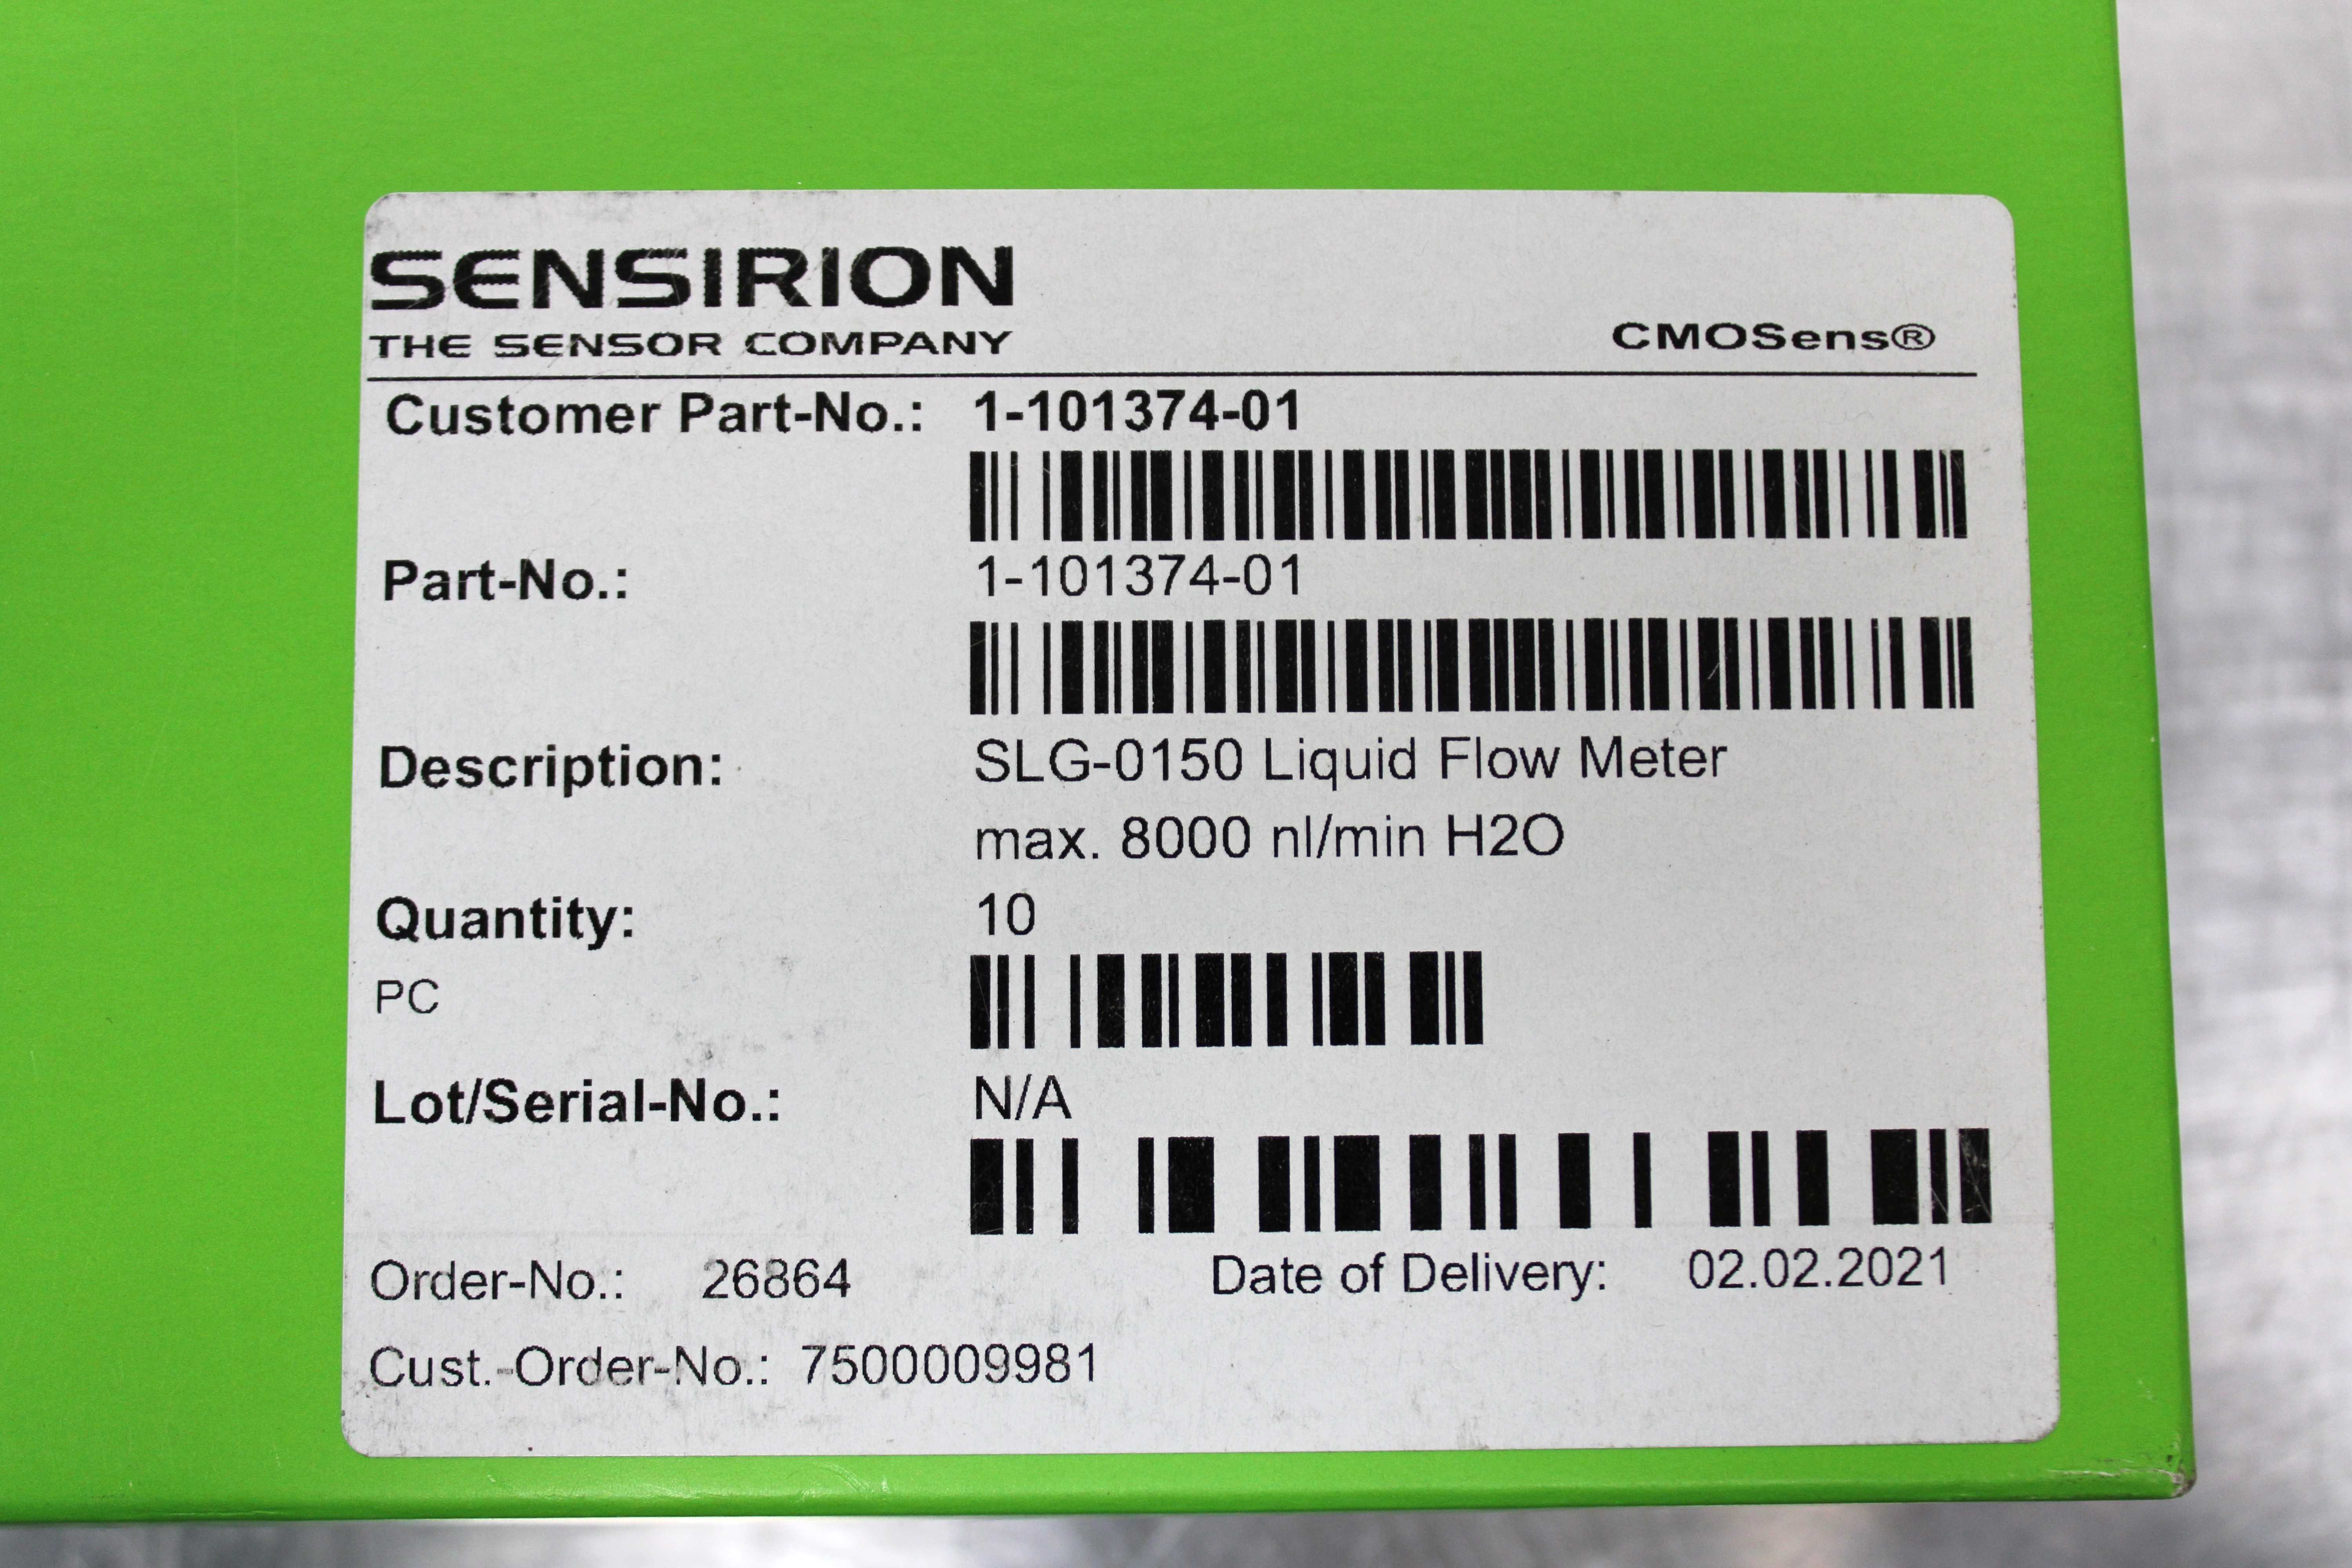 SENSIRION
THE SENSOR COMPANY
CMOSens®
Customer Part-No.: 1-101374-01
Part-No.: 1-101374-01
Description: SLG-0150 Liquid Flow Meter
max. 8000 nl/min H2O
Quantity: 10
PC
Lot/Serial-No.: N/A
Order-No.: 26864 Date of Delivery: 02.02.2021
Cust.-Order-No.: 7500009981